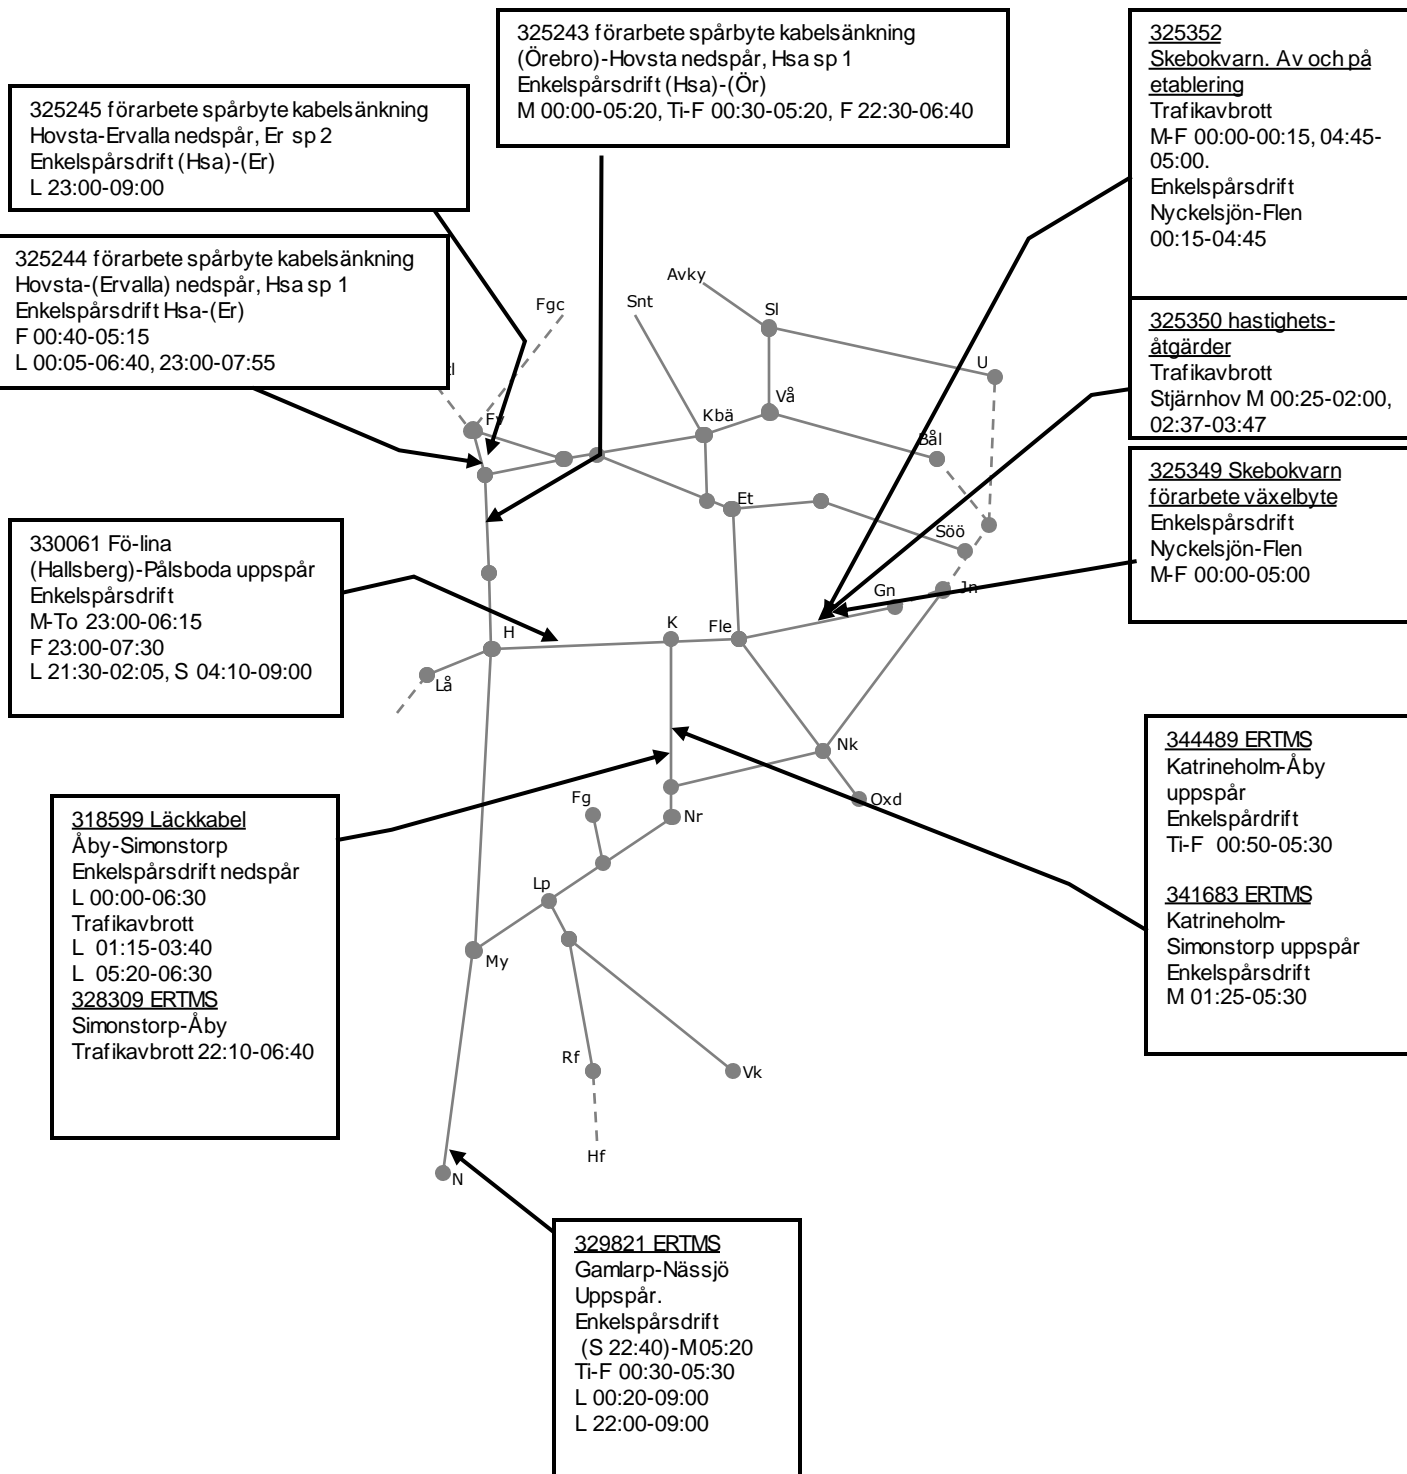 325243 förarbete spårbyte kabelsänkning
(Örebro)-Hovsta nedspår, Hsa sp 1
Enkelspårsdrift (Hsa)-(Ör)
M 00:00-05:20, Ti-F 00:30-05:20, F 22:30-06:40
325352
Skebokvarn. Av och på
etablering
Trafikavbrott
M-F 00:00-00:15, 04:45-
05:00.
Enkelspårsdrift
Nyckelsjön-Flen
00:15-04:45
325245 förarbete spårbyte kabelsänkning
Hovsta-Ervalla nedspår, Er sp 2
Enkelspårsdrift (Hsa)-(Er)
L 23:00-09:00
325244 förarbete spårbyte kabelsänkning
Hovsta-(Ervalla) nedspår, Hsa sp 1
Enkelspårsdrift Hsa-(Er)
F 00:40-05:15
L 00:05-06:40, 23:00-07:55
325350 hastighets-
åtgärder
Trafikavbrott
Stjärnhov M 00:25-02:00,
02:37-03:47
325349 Skebokvarn
förarbete växelbyte
Enkelspårsdrift
Nyckelsjön-Flen
M-F 00:00-05:00
Avky
Fgc
Snt
Sl
U
Vå
Fv
Kbä
Bål
Et
Söö
Jn
Gn
K
Fle
H
Lå
Nk
Oxd
Fg
Nr
Lp
My
Rf
Vk
Hf
N
330061 Fö-lina
(Hallsberg)-Pålsboda uppspår
Enkelspårsdrift
M-To 23:00-06:15
F 23:00-07:30
L 21:30-02:05, S 04:10-09:00
344489 ERTMS
Katrineholm-Åby
uppspår
Enkelspårdrift
Ti-F 00:50-05:30
341683 ERTMS
Katrineholm-
Simonstorp uppspår
Enkelspårsdrift
M 01:25-05:30
318599 Läckkabel
Åby-Simonstorp
Enkelspårsdrift nedspår
L 00:00-06:30
Trafikavbrott
L 01:15-03:40
L 05:20-06:30
328309 ERTMS
Simonstorp-Åby
Trafikavbrott 22:10-06:40
329821 ERTMS
Gamlarp-Nässjö
Uppspår.
Enkelspårsdrift
(S 22:40)-M05:20
Ti-F 00:30-05:30
L 00:20-09:00
L 22:00-09:00